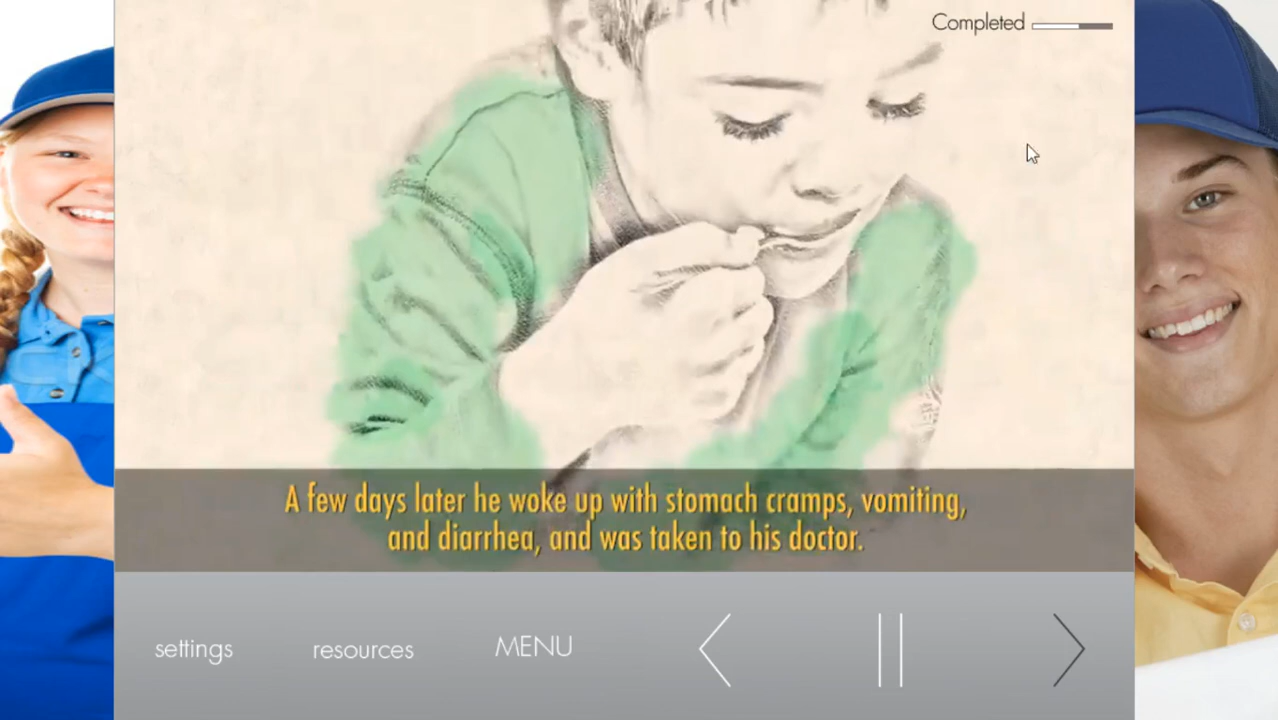 Completed
A few days later he woke up with stomach cramps, vomiting,
and diarrhea, and was taken to his doctor.
settings
resources
MENU